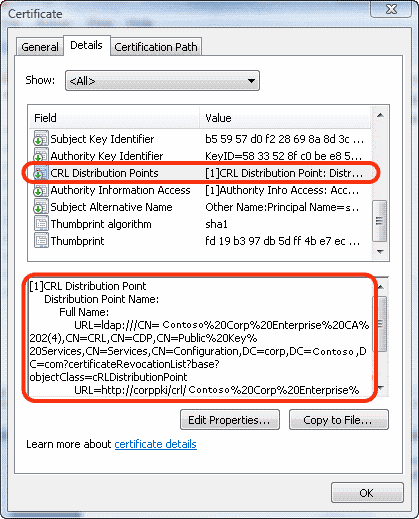 Certificate
General Details Certification Path
Show: <All>
Field Value
Subject Key Identifier b5 59 57 d0 f2 28 69 8a 8d 3c ...
Authority Key Identifier KeyID=58 33 52 8f c0 be e8 5...
CRL Distribution Points [1]CRL Distribution Point: Distr...
Authority Information Access [1]Authority Info Access: Acc...
Subject Alternative Name Other Name:Principal Name=s...
Thumbprint algorithm sha1
Thumbprint fd 19 b3 97 db 5d ff 4b e7 ec ...
[1]CRL Distribution Point
Distribution Point Name:
Full Name:
URL=ldap:///CN= Contoso%20Corp%20Enterprise%20CA%
202(4),CN=CRL,CN=CDP,CN=Public%20Key%
20Services,CN=Services,CN=Configuration,DC=corp,DC=Contoso,D
C=com?certificateRevocationList?base?
objectClass=cRLDistributionPoint
URL=http://corppki/crl/ Contoso%20Corp%20Enterprise%
Edit Properties... Copy to File...
Learn more about certificate details
OK